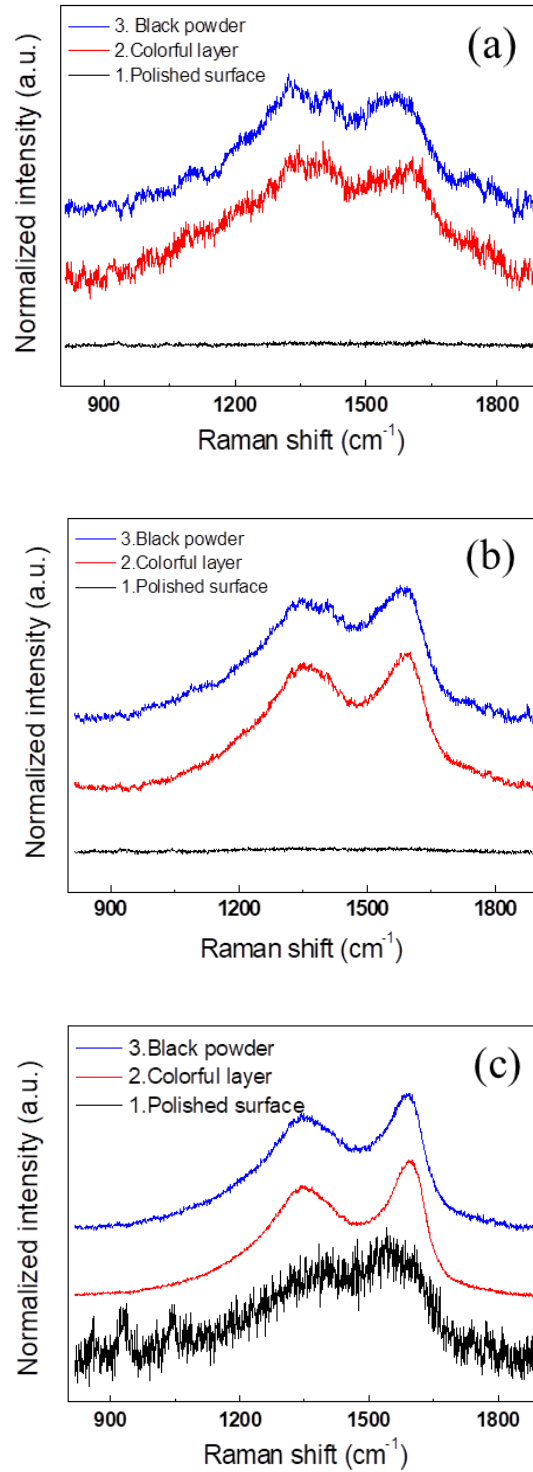 3. Black powder
2.Colorful layer
1.Polished surface
(a)
Normalized intensity (a.u.)
900 1200 1500 1800
Raman shift (cm⁻¹)
3.Black powder
2.Colorful layer
1.Polished surface
(b)
Normalized intensity (a.u.)
900 1200 1500 1800
Raman shift (cm⁻¹)
3.Black powder
2.Colorful layer
1.Polished surface
(c)
Normalized intensity (a.u.)
900 1200 1500 1800
Raman shift (cm⁻¹)